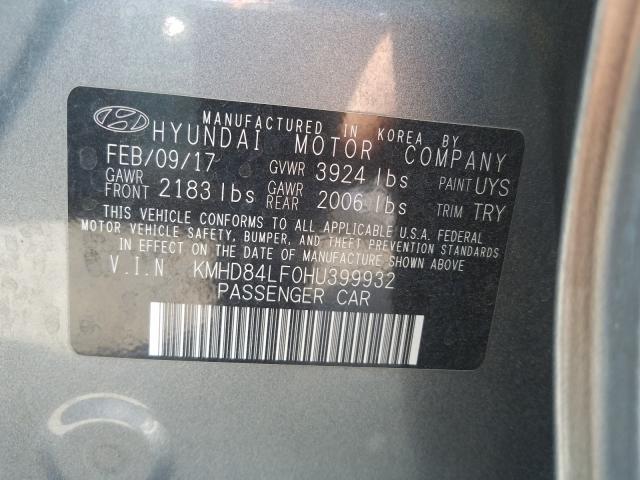 MANUFACTURED IN KOREA BY
HYUNDAI MOTOR COMPANY
FEB/09/17 GVWR 3924 lbs PAINT UYS
GAWR FRONT 2183 lbs GAWR REAR 2006 lbs TRIM TRY
THIS VEHICLE CONFORMS TO ALL APPLICABLE U.S.A. FEDERAL
MOTOR VEHICLE SAFETY, BUMPER, AND THEFT PREVENTION STANDARDS
IN EFFECT ON THE DATE OF MANUFACTURE SHOWN ABOVE
V.I.N. KMHD84LF0HU399932
PASSENGER CAR